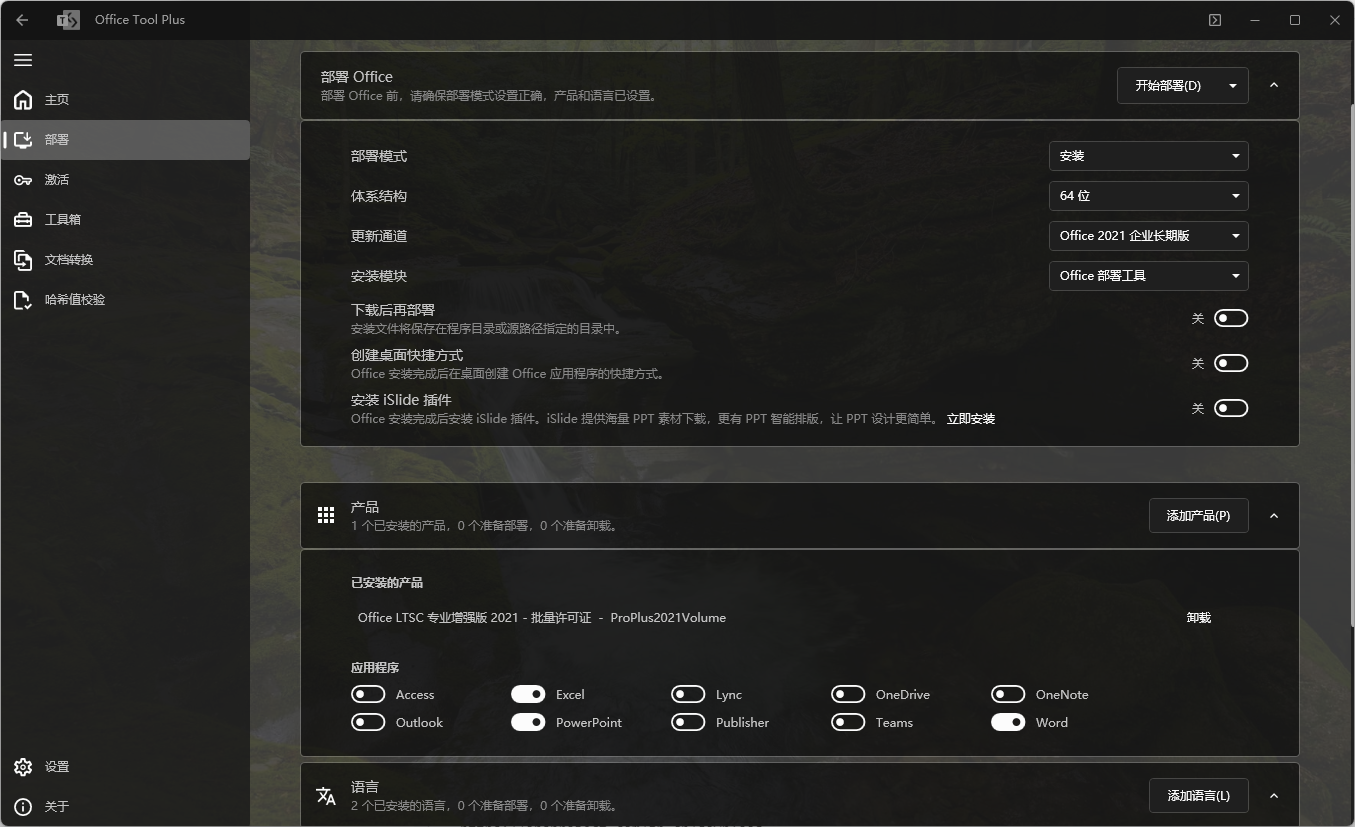 Office Tool Plus
主页
部署
激活
工具箱
文档转换
哈希值校验
设置
关于
部署 Office
部署 Office 前，请确保部署模式设置正确，产品和语言已设置。
开始部署(D)
部署模式
安装
体系结构
64 位
更新通道
Office 2021 企业长期版
安装模块
Office 部署工具
下载后再部署
安装文件将保存在程序目录或源路径指定的目录中。
关
创建桌面快捷方式
Office 安装完成后在桌面创建 Office 应用程序的快捷方式。
关
安装 iSlide 插件
Office 安装完成后安装 iSlide 插件。iSlide 提供海量 PPT 素材下载，更有 PPT 智能排版，让 PPT 设计更简单。 立即安装
关
产品
1 个已安装的产品，0 个准备部署，0 个准备卸载。
添加产品(P)
已安装的产品
Office LTSC 专业增强版 2021 - 批量许可证 - ProPlus2021Volume
卸载
应用程序
Access Excel Lync OneDrive OneNote
Outlook PowerPoint Publisher Teams Word
语言
2 个已安装的语言，0 个准备部署，0 个准备卸载。
添加语言(L)